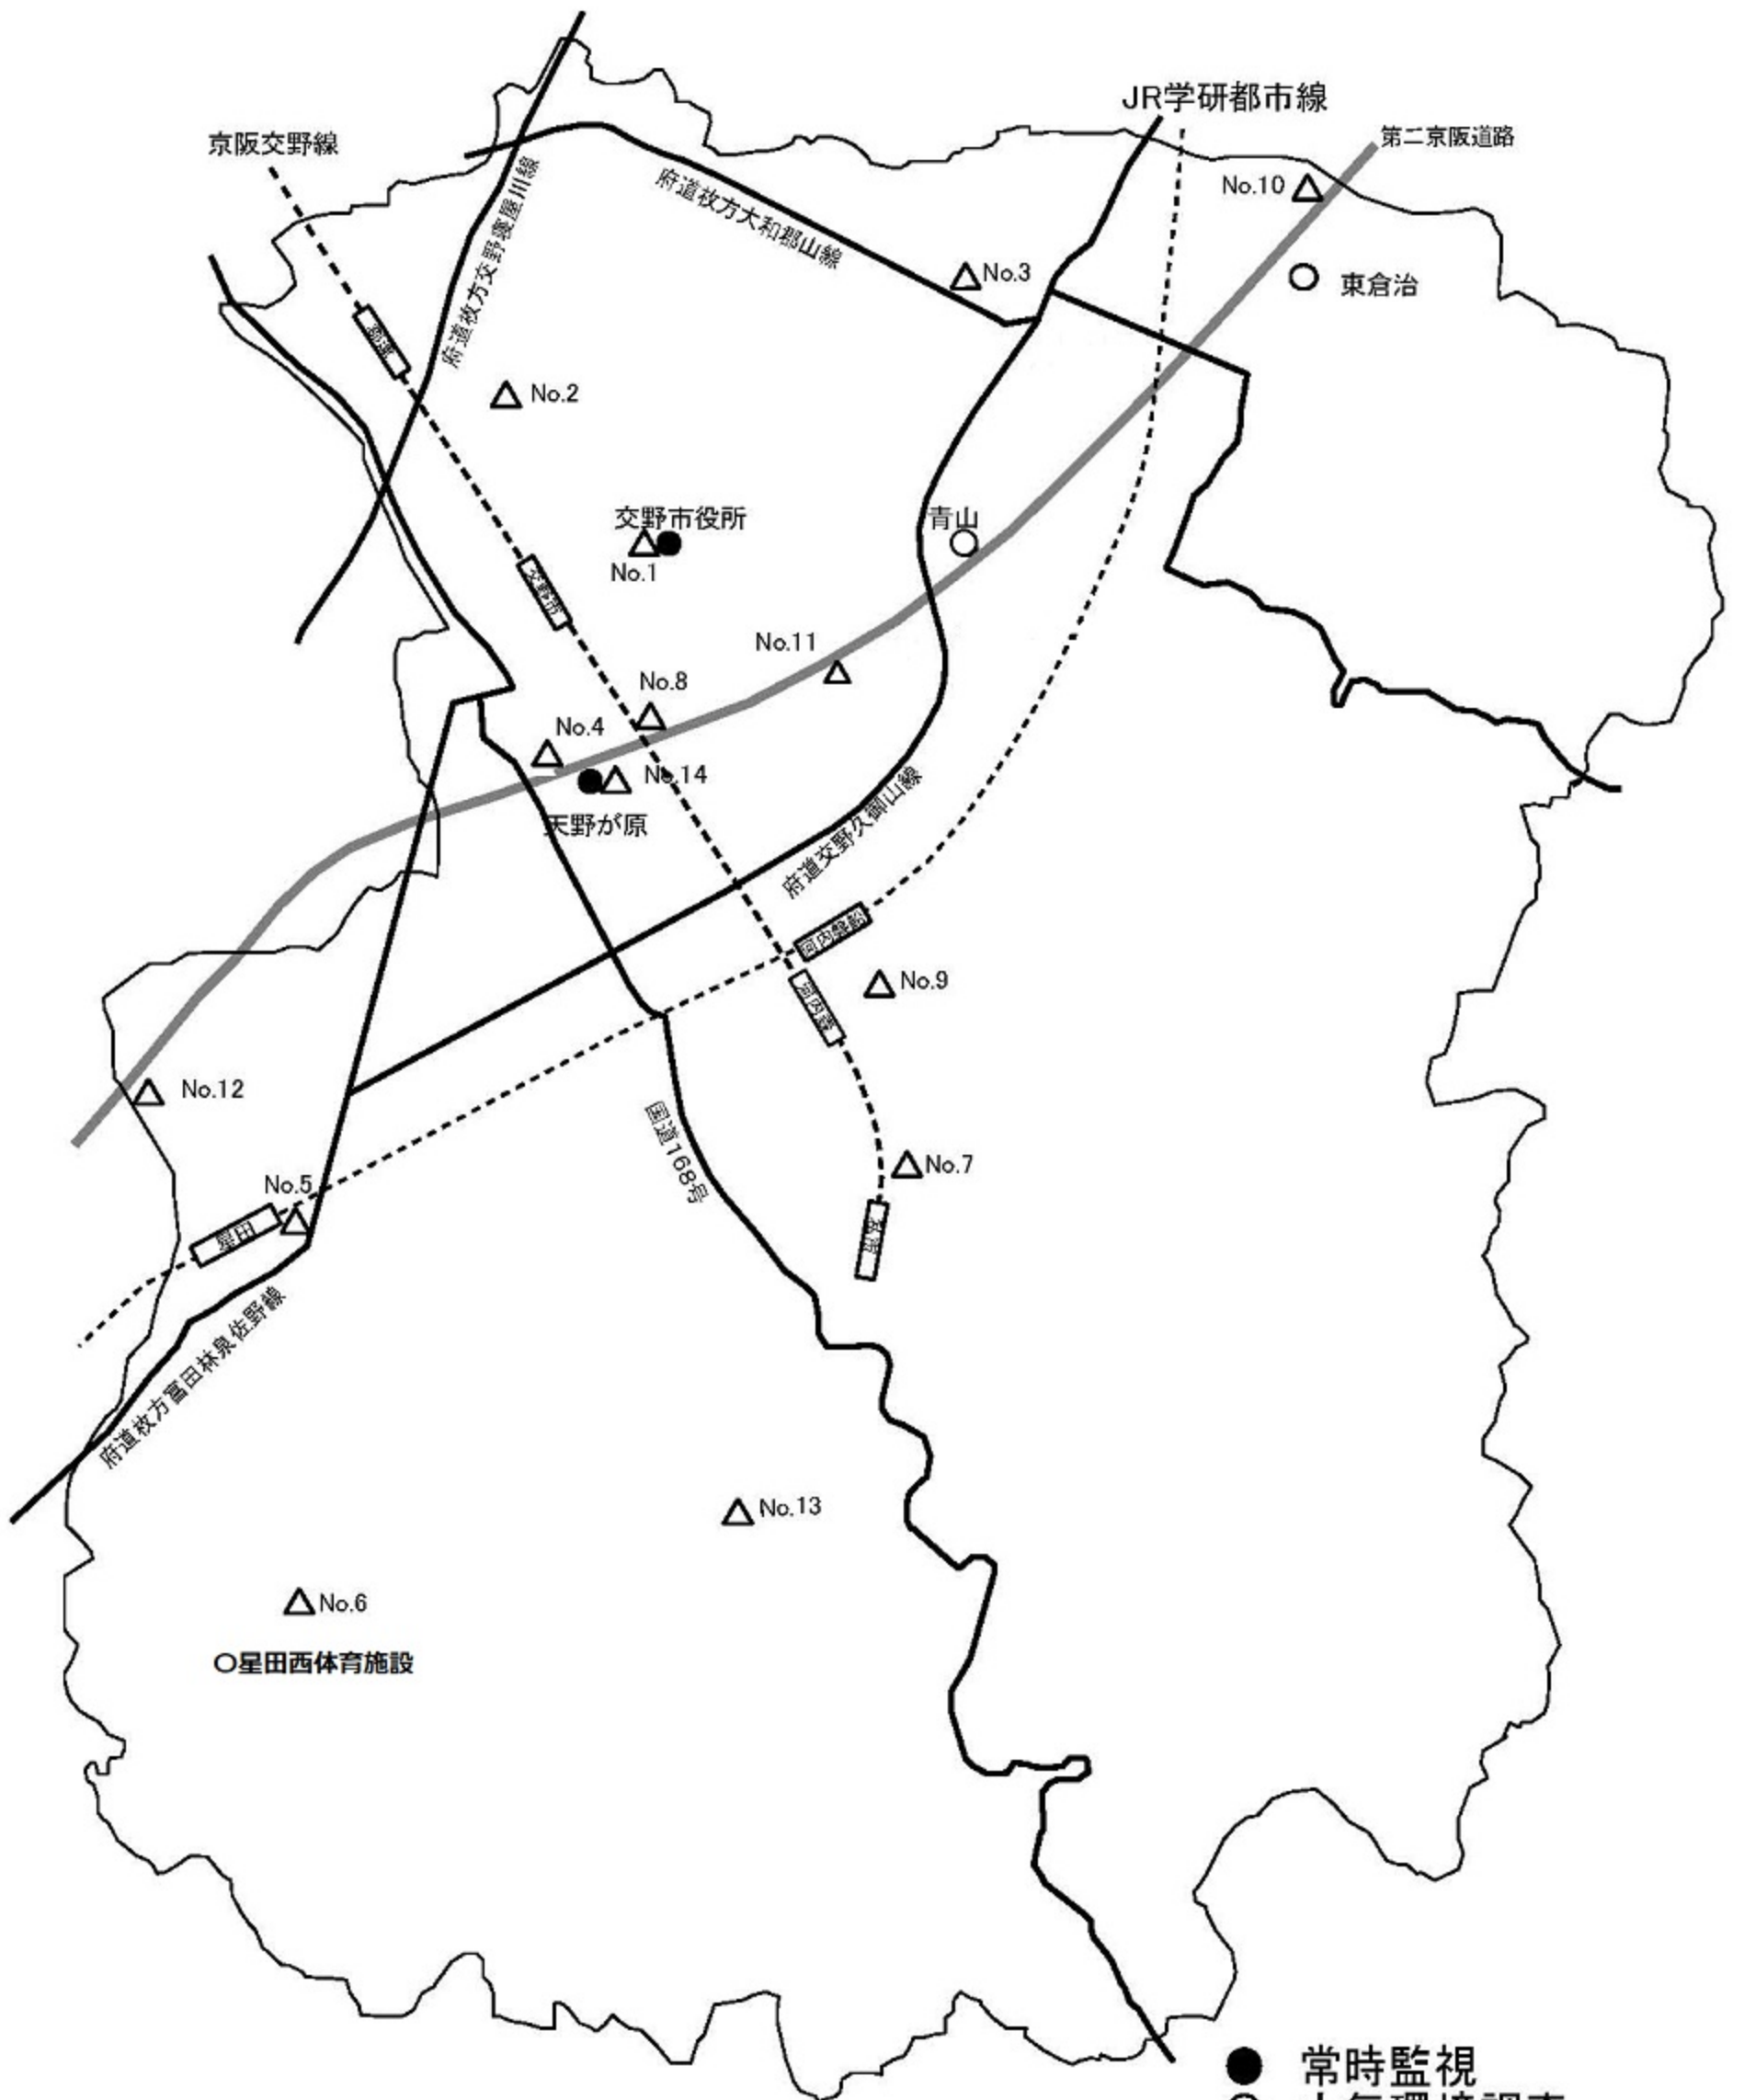 JR学研都市線
第二京阪道路
京阪交野線
府道枚方交野寝屋川線
府道枚方大和郡山線
No.10
No.3
東倉治
郡津
No.2
交野市役所
青山
No.1
交野市
No.11
No.8
No.4
No.14
天野が原
府道交野久御山線
河内磐船
No.9
河内森
No.12
国道168号
No.7
No.5
星田
私市
府道枚方富田林泉佐野線
No.13
No.6
○星田西体育施設
● 常時監視